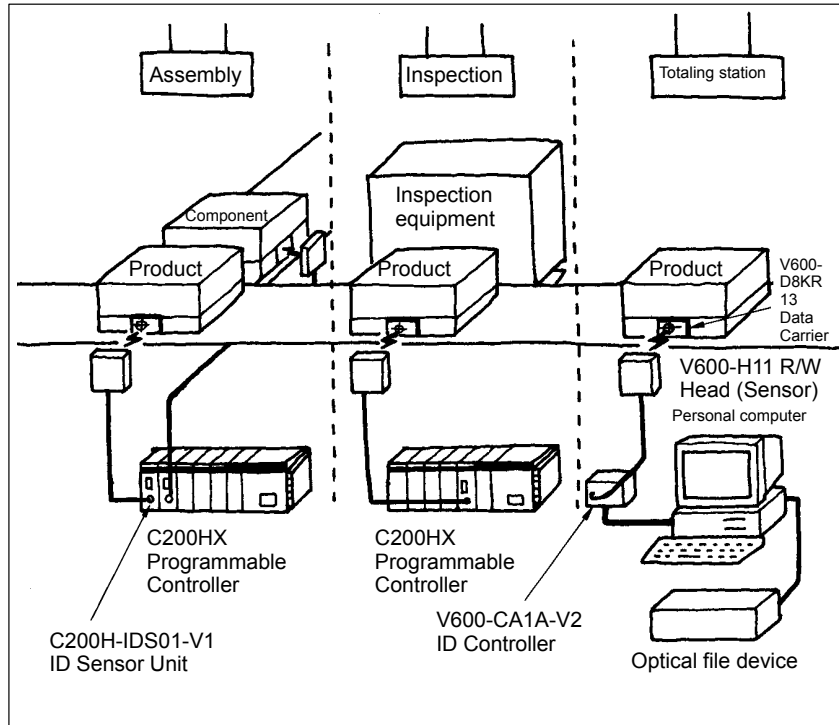 Assembly
Inspection
Totaling station
Component
Inspection
equipment
Product
Product
Product
V600-
D8KR
13
Data
Carrier
V600-H11 R/W
Head (Sensor)
Personal computer
C200HX
Programmable
Controller
C200HX
Programmable
Controller
C200H-IDS01-V1
ID Sensor Unit
V600-CA1A-V2
ID Controller
Optical file device